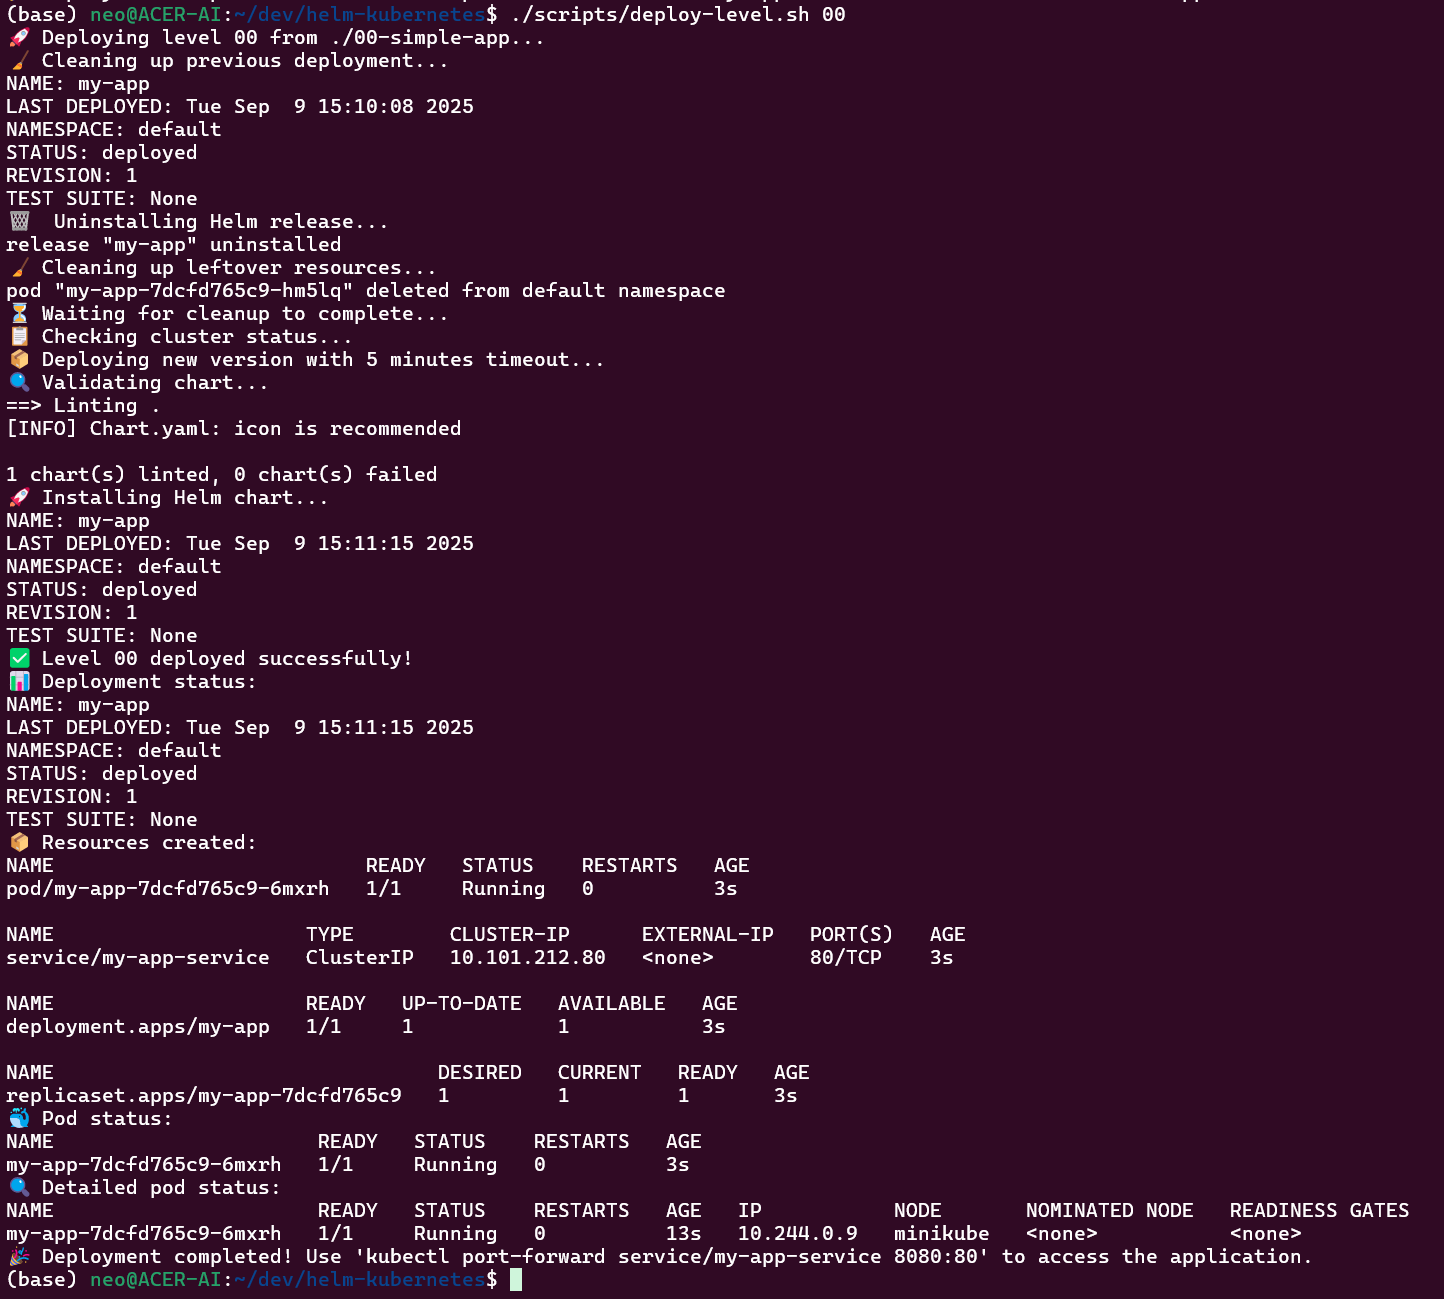 (base) neo@ACER-AI:~/dev/helm-kubernetes$ ./scripts/deploy-level.sh 00
🚀 Deploying level 00 from ./00-simple-app...
🧹 Cleaning up previous deployment...
NAME: my-app
LAST DEPLOYED: Tue Sep  9 15:10:08 2025
NAMESPACE: default
STATUS: deployed
REVISION: 1
TEST SUITE: None
🗑️  Uninstalling Helm release...
release "my-app" uninstalled
🧹 Cleaning up leftover resources...
pod "my-app-7dcfd765c9-hm5lq" deleted from default namespace
⏳ Waiting for cleanup to complete...
📋 Checking cluster status...
📦 Deploying new version with 5 minutes timeout...
🔍 Validating chart...
==> Linting .
[INFO] Chart.yaml: icon is recommended
1 chart(s) linted, 0 chart(s) failed
🚀 Installing Helm chart...
NAME: my-app
LAST DEPLOYED: Tue Sep  9 15:11:15 2025
NAMESPACE: default
STATUS: deployed
REVISION: 1
TEST SUITE: None
✅ Level 00 deployed successfully!
📊 Deployment status:
NAME: my-app
LAST DEPLOYED: Tue Sep  9 15:11:15 2025
NAMESPACE: default
STATUS: deployed
REVISION: 1
TEST SUITE: None
📦 Resources created:
NAME                          READY   STATUS    RESTARTS   AGE
pod/my-app-7dcfd765c9-6mxrh   1/1     Running   0          3s
NAME                     TYPE        CLUSTER-IP      EXTERNAL-IP   PORT(S)   AGE
service/my-app-service   ClusterIP   10.101.212.80   <none>        80/TCP    3s
NAME                     READY   UP-TO-DATE   AVAILABLE   AGE
deployment.apps/my-app   1/1     1            1           3s
NAME                                DESIRED   CURRENT   READY   AGE
replicaset.apps/my-app-7dcfd765c9   1         1         1       3s
🐳 Pod status:
NAME                      READY   STATUS    RESTARTS   AGE
my-app-7dcfd765c9-6mxrh   1/1     Running   0          3s
🔍 Detailed pod status:
NAME                      READY   STATUS    RESTARTS   AGE   IP           NODE       NOMINATED NODE   READINESS GATES
my-app-7dcfd765c9-6mxrh   1/1     Running   0          13s   10.244.0.9   minikube   <none>           <none>
🎉 Deployment completed! Use 'kubectl port-forward service/my-app-service 8080:80' to access the application.
(base) neo@ACER-AI:~/dev/helm-kubernetes$